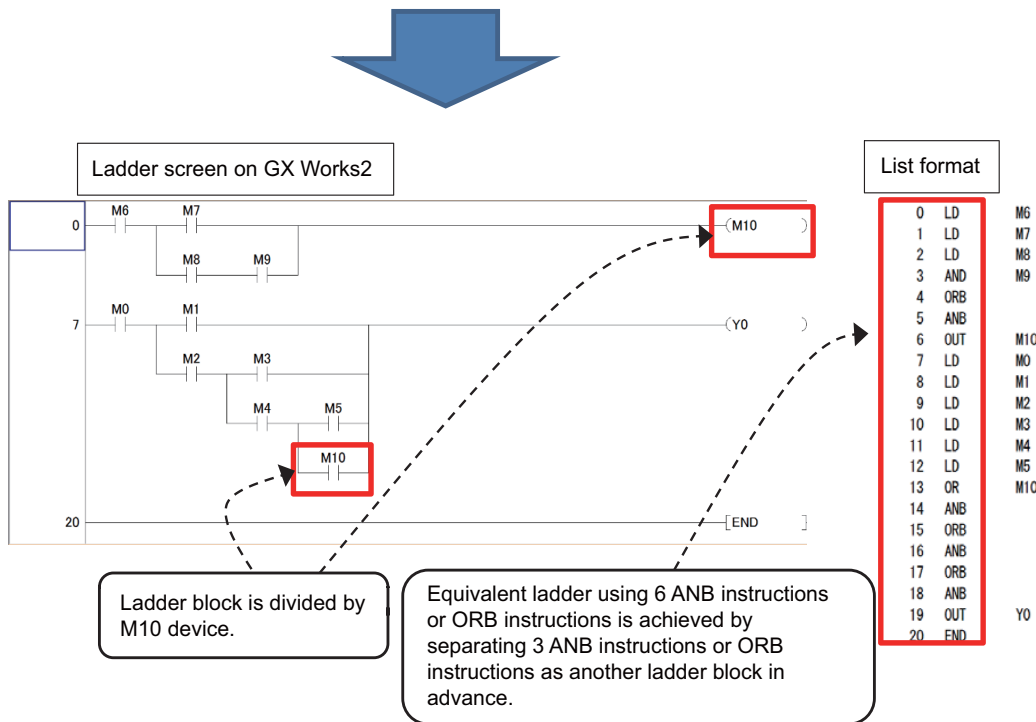 Ladder screen on GX Works2
List format
0
M6
M7
(M10 )
M8
M9
7
M0
M1
(Y0 )
M2
M3
M4
M5
M10
20
[END ]
0 LD M6
1 LD M7
2 LD M8
3 AND M9
4 ORB
5 ANB
6 OUT M10
7 LD M0
8 LD M1
9 LD M2
10 LD M3
11 LD M4
12 LD M5
13 OR M10
14 ANB
15 ORB
16 ANB
17 ORB
18 ANB
19 OUT Y0
20 END
Ladder block is divided by
M10 device.
Equivalent ladder using 6 ANB instructions
or ORB instructions is achieved by
separating 3 ANB instructions or ORB
instructions as another ladder block in
advance.